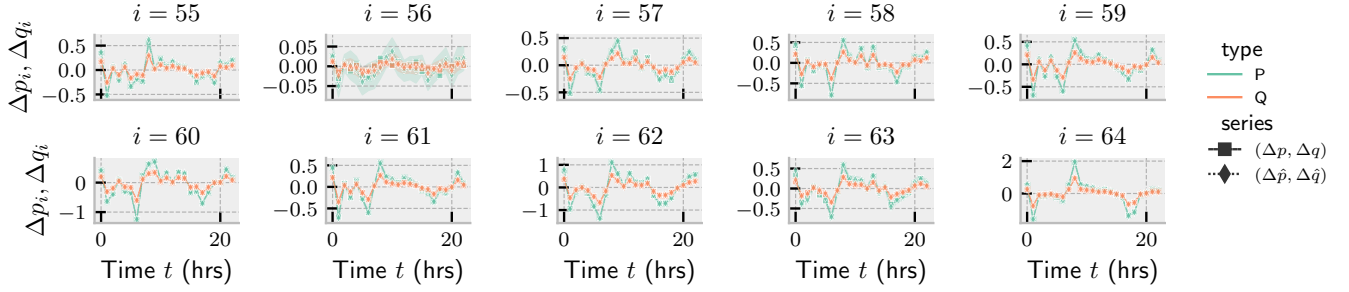 i = 55 i = 56 i = 57 i = 58 i = 59
Δp_i, Δq_i
0.5 0.05 0.5 0.5 0.5
0.0 0.00 0.0 0.0 0.0
−0.5 −0.05 −0.5 −0.5 −0.5
type
P
Q
series
(Δp, Δq)
(Δp̂, Δq̂)
i = 60 i = 61 i = 62 i = 63 i = 64
Δp_i, Δq_i
0 0.5 1 0.5 2
−1 0.0 0 0.0 0
−0.5 −1 −0.5
0 20 0 20 0 20 0 20 0 20
Time t (hrs) Time t (hrs) Time t (hrs) Time t (hrs) Time t (hrs)